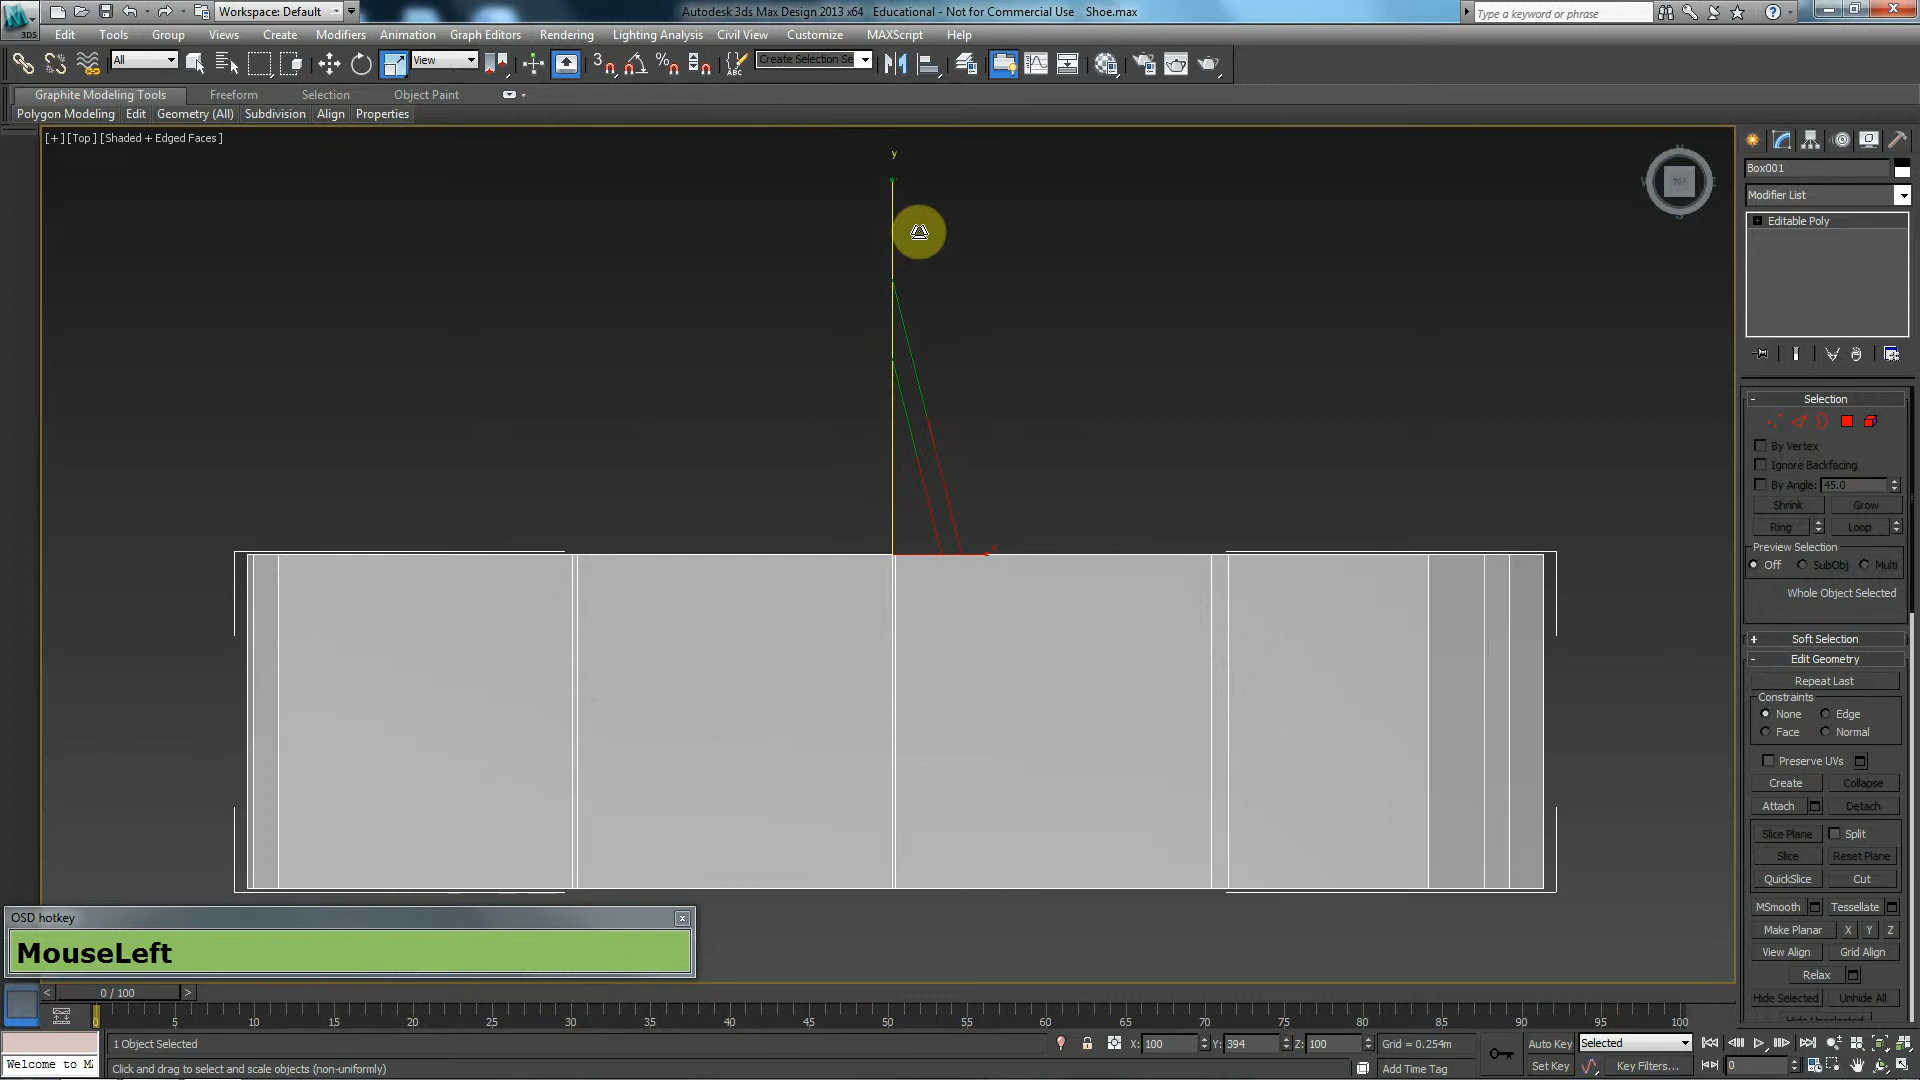 Workspace: Default
Autodesk 3ds Max Design 2013 x64 Educational - Not for Commercial Use Shoe.max
Type a keyword or phrase
3DS
Edit Tools Group Views Create Modifiers Animation Graph Editors Rendering Lighting Analysis Civil View Customize MAXScript Help
All
View
3
ABC
Create Selection Se
Graphite Modeling Tools Freeform Selection Object Paint
Polygon Modeling Edit Geometry (All) Subdivision Align Properties
[+] [Top] [Shaded + Edged Faces ]
y
x
TOP
Box001
Modifier List
Editable Poly
Selection
By Vertex
Ignore Backfacing
By Angle: 45.0
Shrink Grow
Ring Loop
Preview Selection
Off SubObj Multi
Whole Object Selected
Soft Selection
Edit Geometry
Repeat Last
Constraints
None Edge
Face Normal
Preserve UVs
Create Collapse
Attach Detach
Slice Plane Split
Slice Reset Plane
QuickSlice Cut
MSmooth Tessellate
Make Planar X Y Z
View Align Grid Align
Relax
Hide Selected Unhide All
OSD hotkey
MouseLeft
0 / 100
5 10 15 20 25 30 35 40 45 50 55 60 65 70 75 80 85 90 95 100
1 Object Selected
X: 100 Y: 394 Z: 100 Grid = 0.254m
Auto Key Selected
Welcome to M
Click and drag to select and scale objects (non-uniformly)
Add Time Tag
Set Key Key Filters...
0